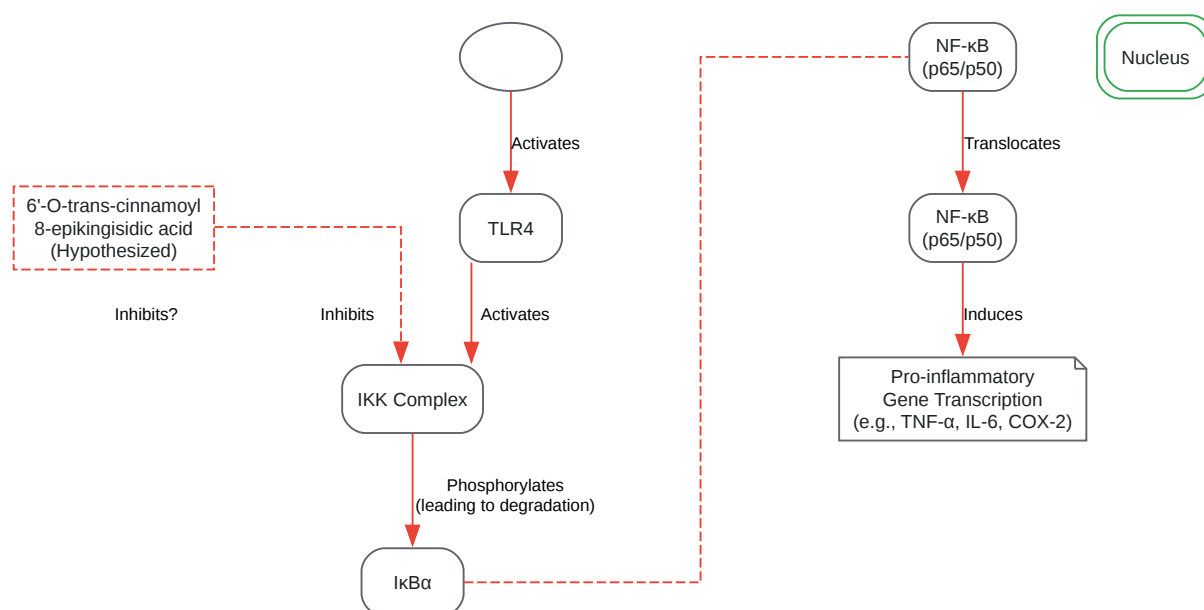 NF-κB
(p65/p50)
Nucleus
Activates
Translocates
6'-O-trans-cinnamoyl
8-epikingisidic acid
(Hypothesized)
TLR4
NF-κB
(p65/p50)
Inhibits?
Inhibits
Activates
Induces
IKK Complex
Pro-inflammatory
Gene Transcription
(e.g., TNF-α, IL-6, COX-2)
Phosphorylates
(leading to degradation)
IκBα